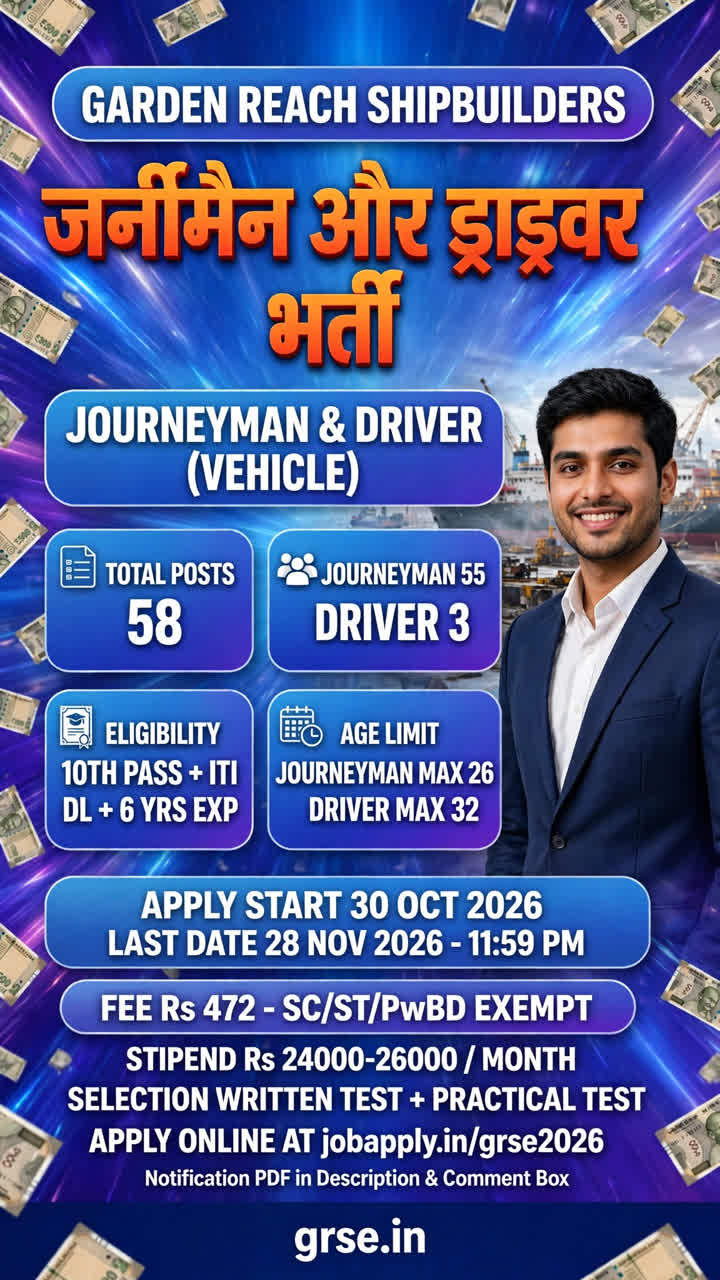 GARDEN REACH SHIPBUILDERS
जर्नीमैन और ड्राइवर
भर्ती
JOURNEYMAN & DRIVER
(VEHICLE)
TOTAL POSTS
58
JOURNEYMAN 55
DRIVER 3
ELIGIBILITY
10TH PASS + ITI
DL + 6 YRS EXP
AGE LIMIT
JOURNEYMAN MAX 26
DRIVER MAX 32
APPLY START 30 OCT 2026
LAST DATE 28 NOV 2026 - 11:59 PM
FEE Rs 472 - SC/ST/PwBD EXEMPT
STIPEND Rs 24000-26000 / MONTH
SELECTION WRITTEN TEST + PRACTICAL TEST
APPLY ONLINE AT jobapply.in/grse2026
Notification PDF in Description & Comment Box
grse.in